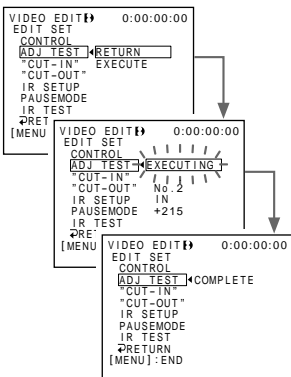 VIDEO EDIT 0:00:00:00
EDIT SET
CONTROL
ADJ TEST RETURN
"CUT-IN" EXECUTE
"CUT-OUT"
IR SETUP
PAUSEMODE
IR TEST
RET
[MENU
VIDEO EDIT 0:00:00:00
EDIT SET
CONTROL
ADJ TEST EXECUTING
"CUT-IN"
"CUT-OUT" No.2
IR SETUP IN
PAUSEMODE +215
IR TEST
RE
[MENU
VIDEO EDIT 0:00:00:00
EDIT SET
CONTROL
ADJ TEST COMPLETE
"CUT-IN"
"CUT-OUT"
IR SETUP
PAUSEMODE
IR TEST
RETURN
[MENU]:END